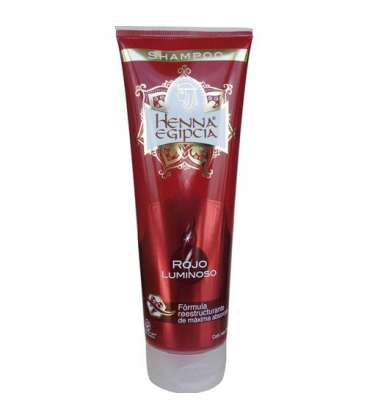 SHAMPOO
HENNA
EGIPCIA
ROJO
LUMINOSO
Fórmula
reestructurante
de máxima